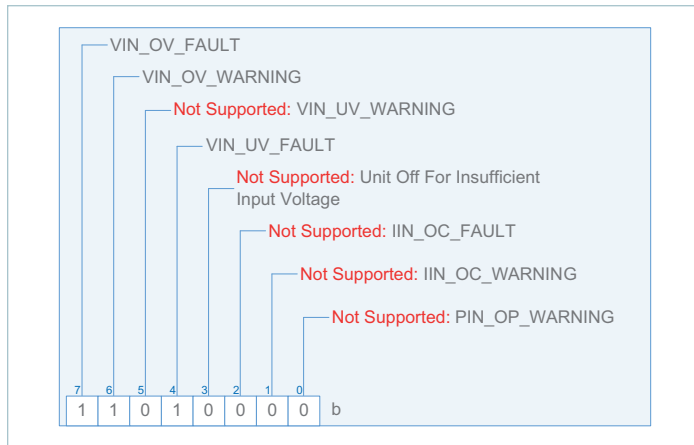 VIN_OV_FAULT
VIN_OV_WARNING
Not Supported: VIN_UV_WARNING
VIN_UV_FAULT
Not Supported: Unit Off For Insufficient
Input Voltage
Not Supported: IIN_OC_FAULT
Not Supported: IIN_OC_WARNING
Not Supported: PIN_OP_WARNING
7 6 5 4 3 2 1 0
1 1 0 1 0 0 0 0 b